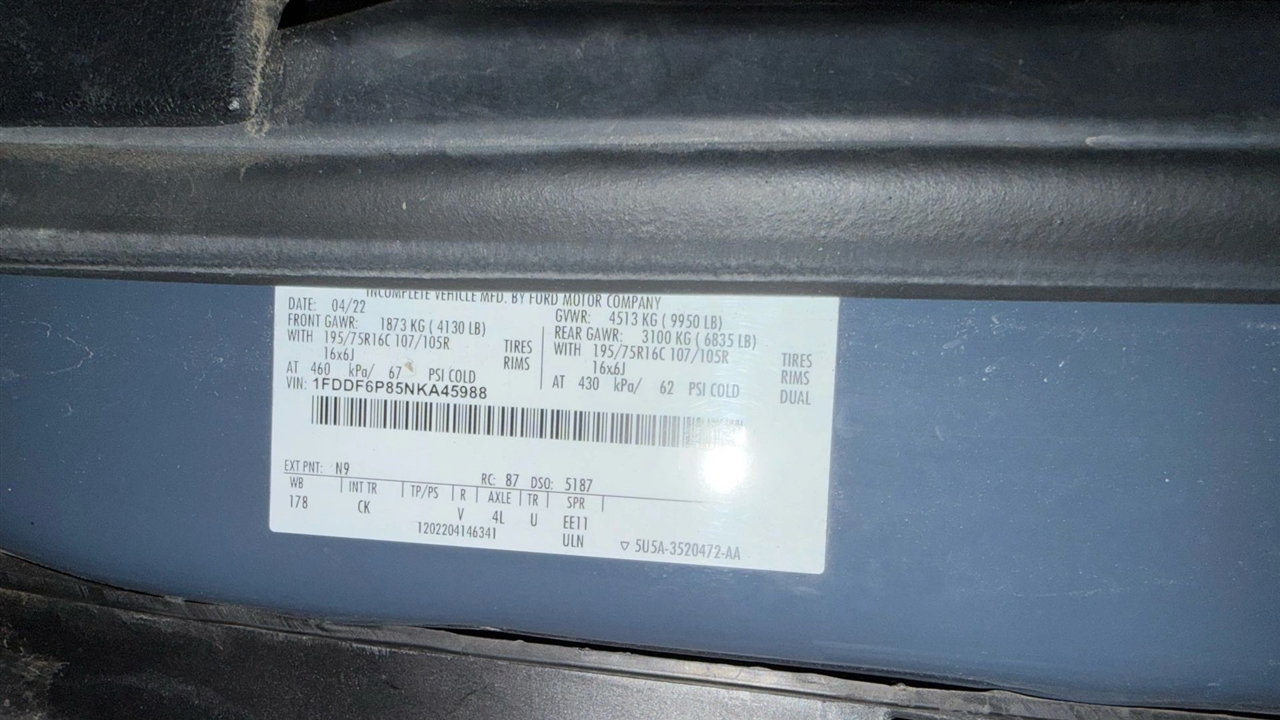 INCOMPLETE VEHICLE MFD. BY FORD MOTOR COMPANY
DATE: 04/22 GVWR: 4513 KG ( 9950 LB)
FRONT GAWR: 1873 KG ( 4130 LB) REAR GAWR: 3100 KG ( 6835 LB)
WITH 195/75R16C 107/105R TIRES WITH 195/75R16C 107/105R TIRES
16x6J RIMS 16x6J RIMS
AT 460 kPa/ 67 PSI COLD AT 430 kPa/ 62 PSI COLD DUAL
VIN: 1FDDF6P85NKA45988
EXT PNT: N9 RC: 87 DSO: 5187
WB INT TR TP/PS R AXLE TR SPR
178 CK V 4L U EE11
1202204146341 ULN ▽ 5U5A-3520472-AA